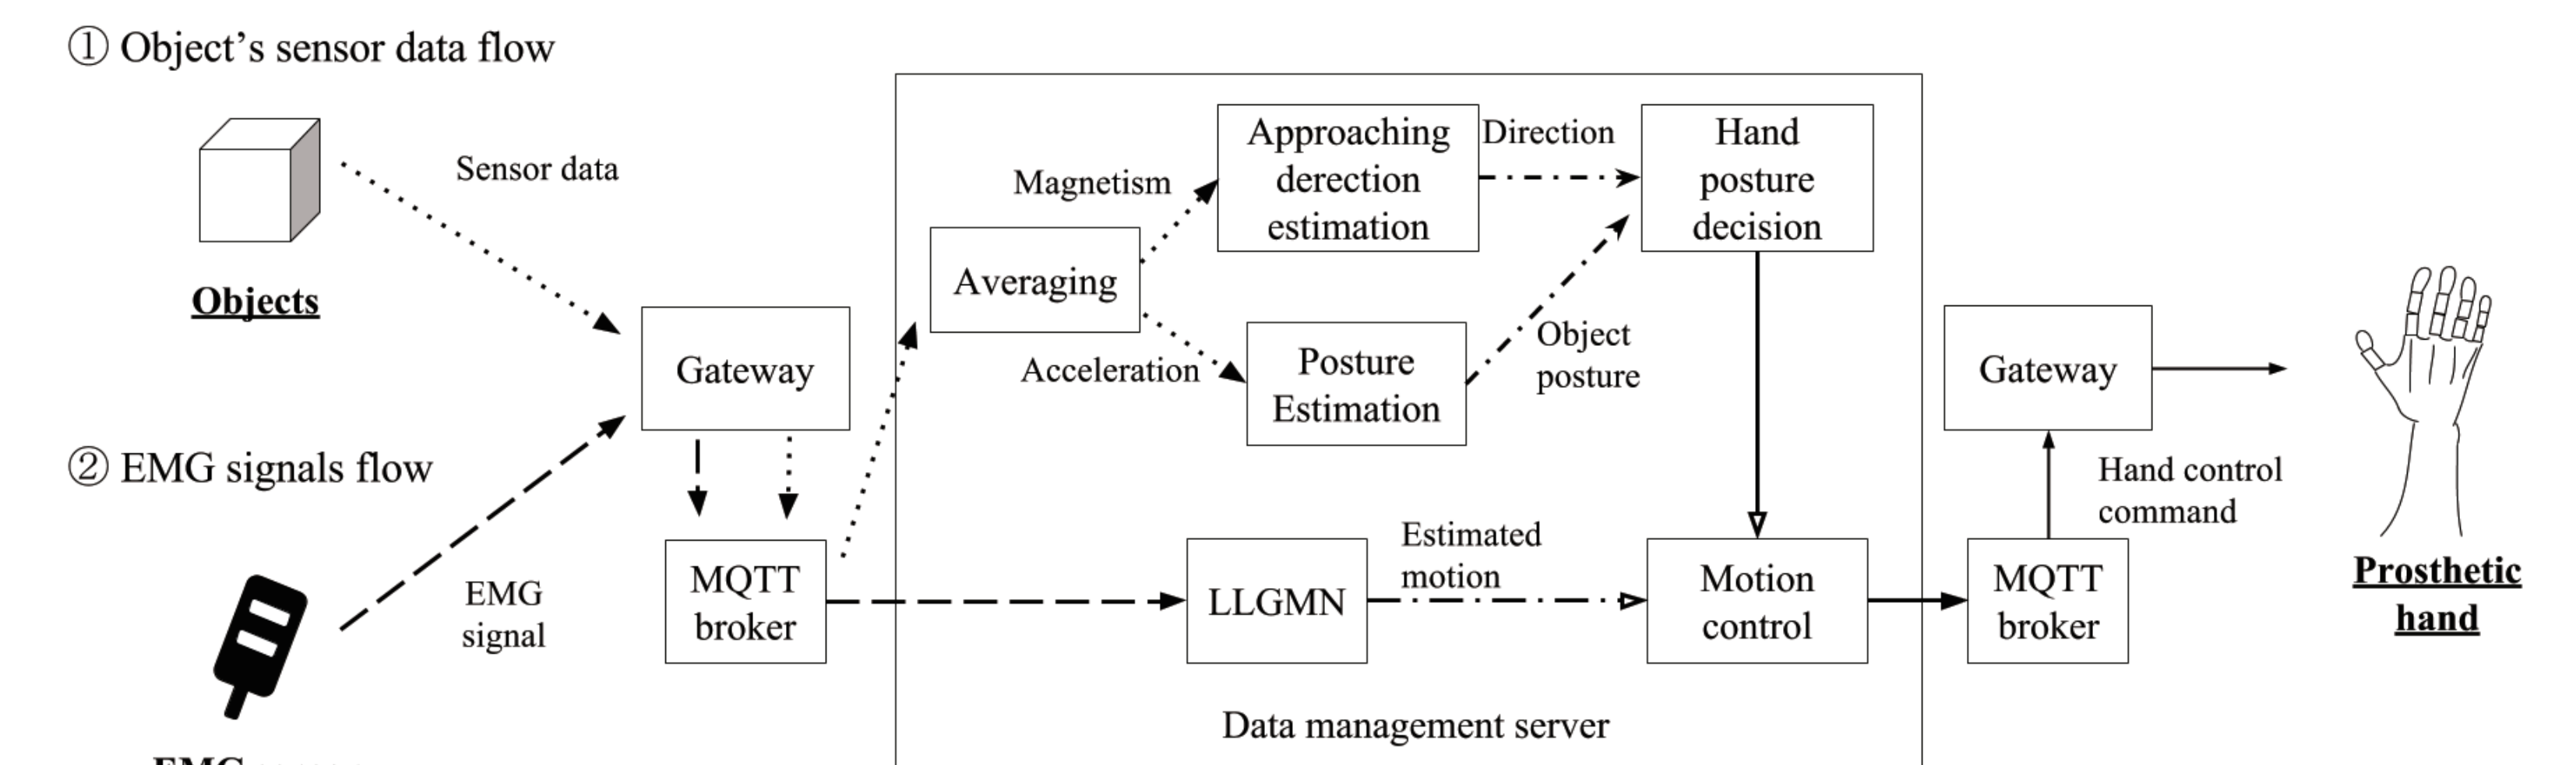 ① Object's sensor data flow
Sensor data
Objects
Gateway
② EMG signals flow
EMG
signal
MQTT
broker
Averaging
Magnetism
Acceleration
Approaching
derection
estimation
Direction
Hand
posture
decision
Posture
Estimation
Object
posture
LLGMN
Estimated
motion
Motion
control
Data management server
Gateway
Hand control
command
MQTT
broker
Prosthetic
hand